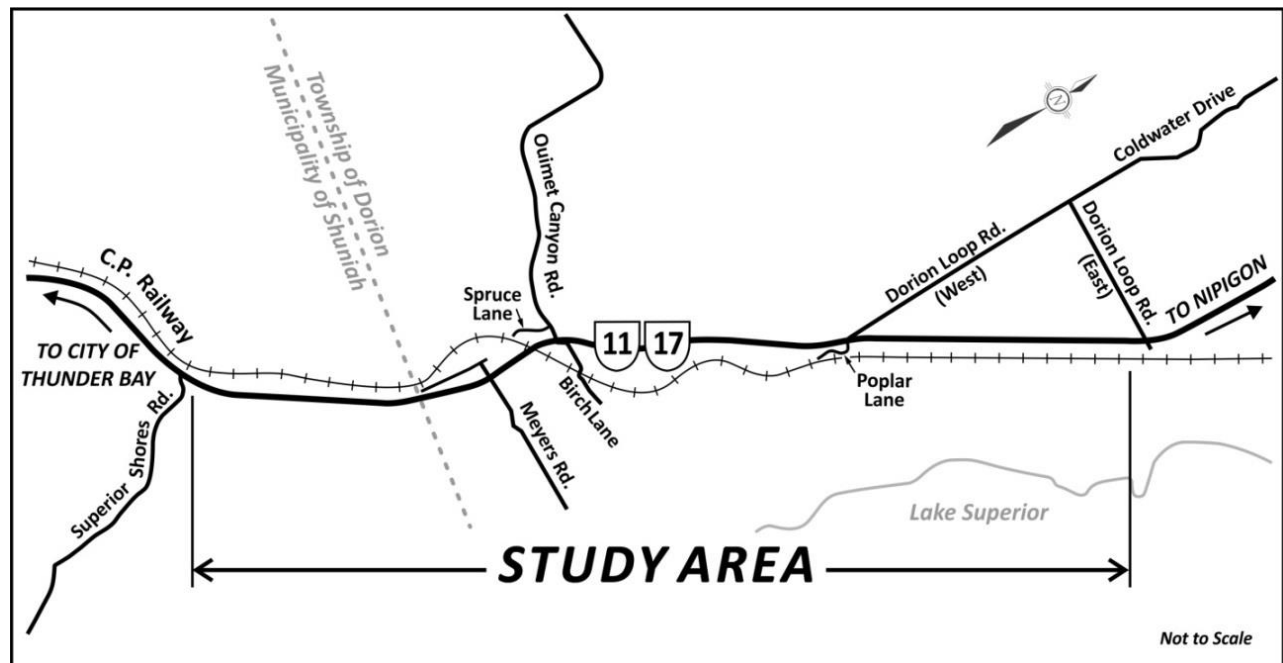 Township of Dorion
Municipality of Shuniah
Ouimet Canyon Rd.
N
Coldwater Drive
C.P. Railway
Spruce
Lane
Dorion Loop Rd.
(West)
Dorion Loop Rd.
(East)
TO NIPIGON
TO CITY OF
THUNDER BAY
11
17
Birch Lane
Poplar
Lane
Meyers Rd.
Superior Shores Rd.
Lake Superior
STUDY AREA
Not to Scale